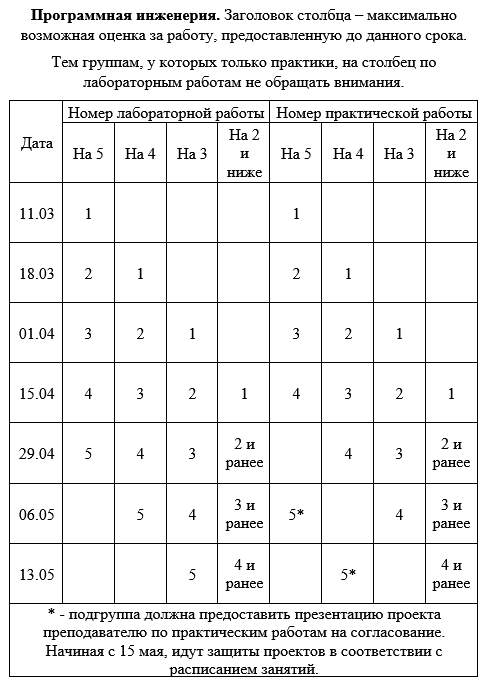 Программная инженерия. Заголовок столбца – максимально
возможная оценка за работу, предоставленную до данного срока.
Тем группам, у которых только практики, на столбец по
лабораторным работам не обращать внимания.
Дата Номер лабораторной работы Номер практической работы
На 5 На 4 На 3 На 2 и ниже На 5 На 4 На 3 На 2 и ниже
11.03 1 1
18.03 2 1 2 1
01.04 3 2 1 3 2 1
15.04 4 3 2 1 4 3 2 1
29.04 5 4 3 2 и ранее 4 3 2 и ранее
06.05 5 4 3 и ранее 5* 4 3 и ранее
13.05 5 4 и ранее 5* 4 и ранее
* - подгруппа должна предоставить презентацию проекта
преподавателю по практическим работам на согласование.
Начиная с 15 мая, идут защиты проектов в соответствии с
расписанием занятий.